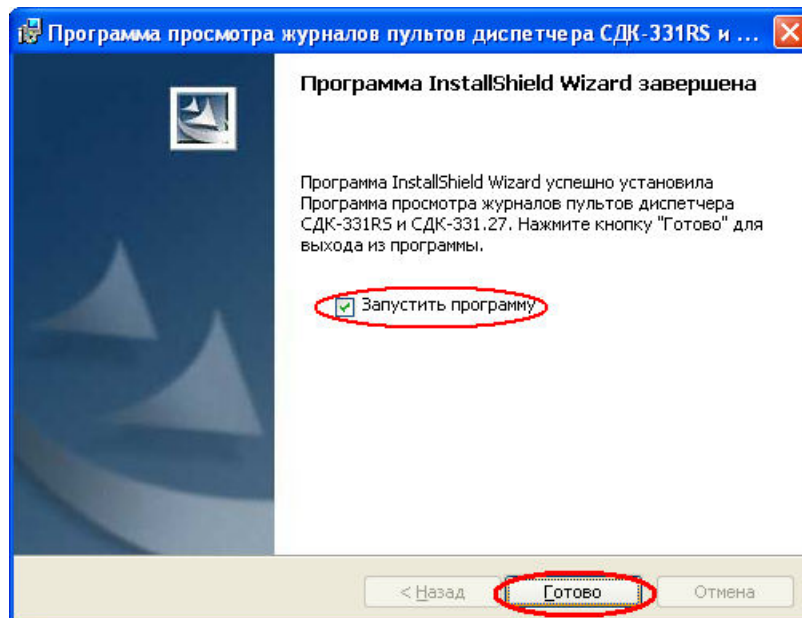 Программа просмотра журналов пультов диспетчера СДК-331RS и ...
Программа InstallShield Wizard завершена
Программа InstallShield Wizard успешно установила
Программа просмотра журналов пультов диспетчера
СДК-331RS и СДК-331.27. Нажмите кнопку "Готово" для
выхода из программы.
Запустить программу
< Назад Готово Отмена